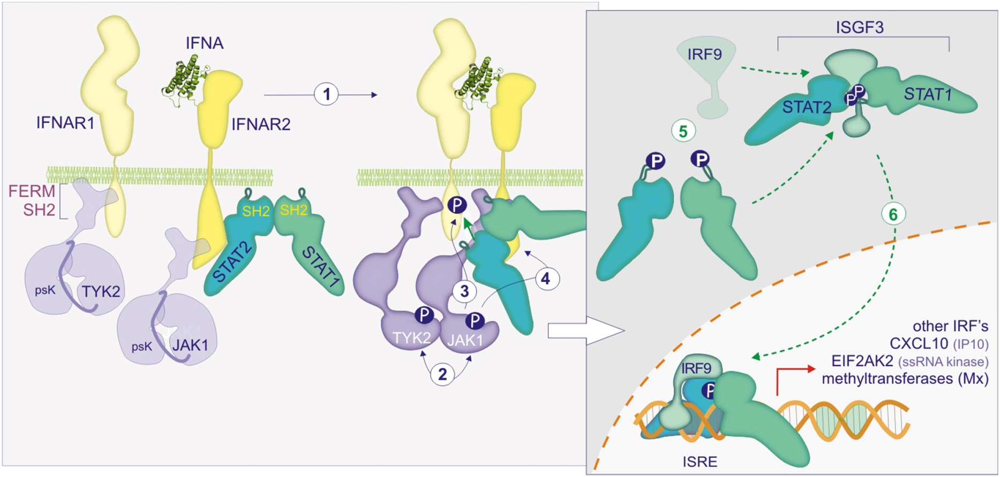 IFNA
IFNAR1
IFNAR2
1
FERM
SH2
SH2
SH2
STAT2
STAT1
psK
TYK2
psK
JAK1
JAK1
P
3
4
P
P
TYK2
JAK1
2
ISGF3
IRF9
STAT2
P
P
STAT1
5
P
P
6
other IRF's
CXCL10 (IP10)
EIF2AK2 (ssRNA kinase)
methyltransferases (Mx)
IRF9
P
ISRE